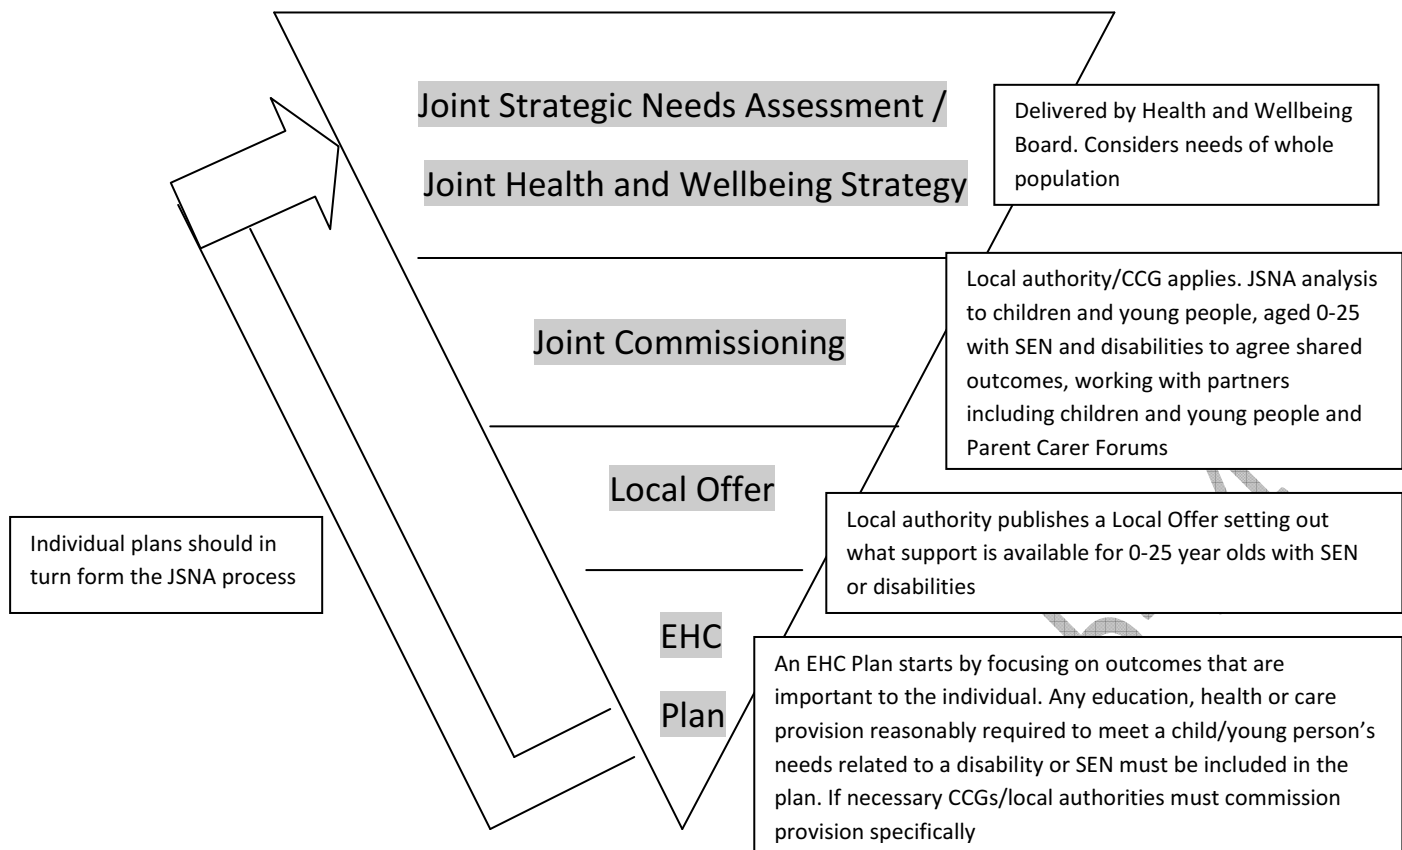 Joint Strategic Needs Assessment /
Joint Health and Wellbeing Strategy
Delivered by Health and Wellbeing
Board. Considers needs of whole
population
Joint Commissioning
Local authority/CCG applies. JSNA analysis
to children and young people, aged 0-25
with SEN and disabilities to agree shared
outcomes, working with partners
including children and young people and
Parent Carer Forums
Local Offer
Local authority publishes a Local Offer setting out
what support is available for 0-25 year olds with SEN
or disabilities
Individual plans should in
turn form the JSNA process
EHC
Plan
An EHC Plan starts by focusing on outcomes that are
important to the individual. Any education, health or care
provision reasonably required to meet a child/young person’s
needs related to a disability or SEN must be included in the
plan. If necessary CCGs/local authorities must commission
provision specifically